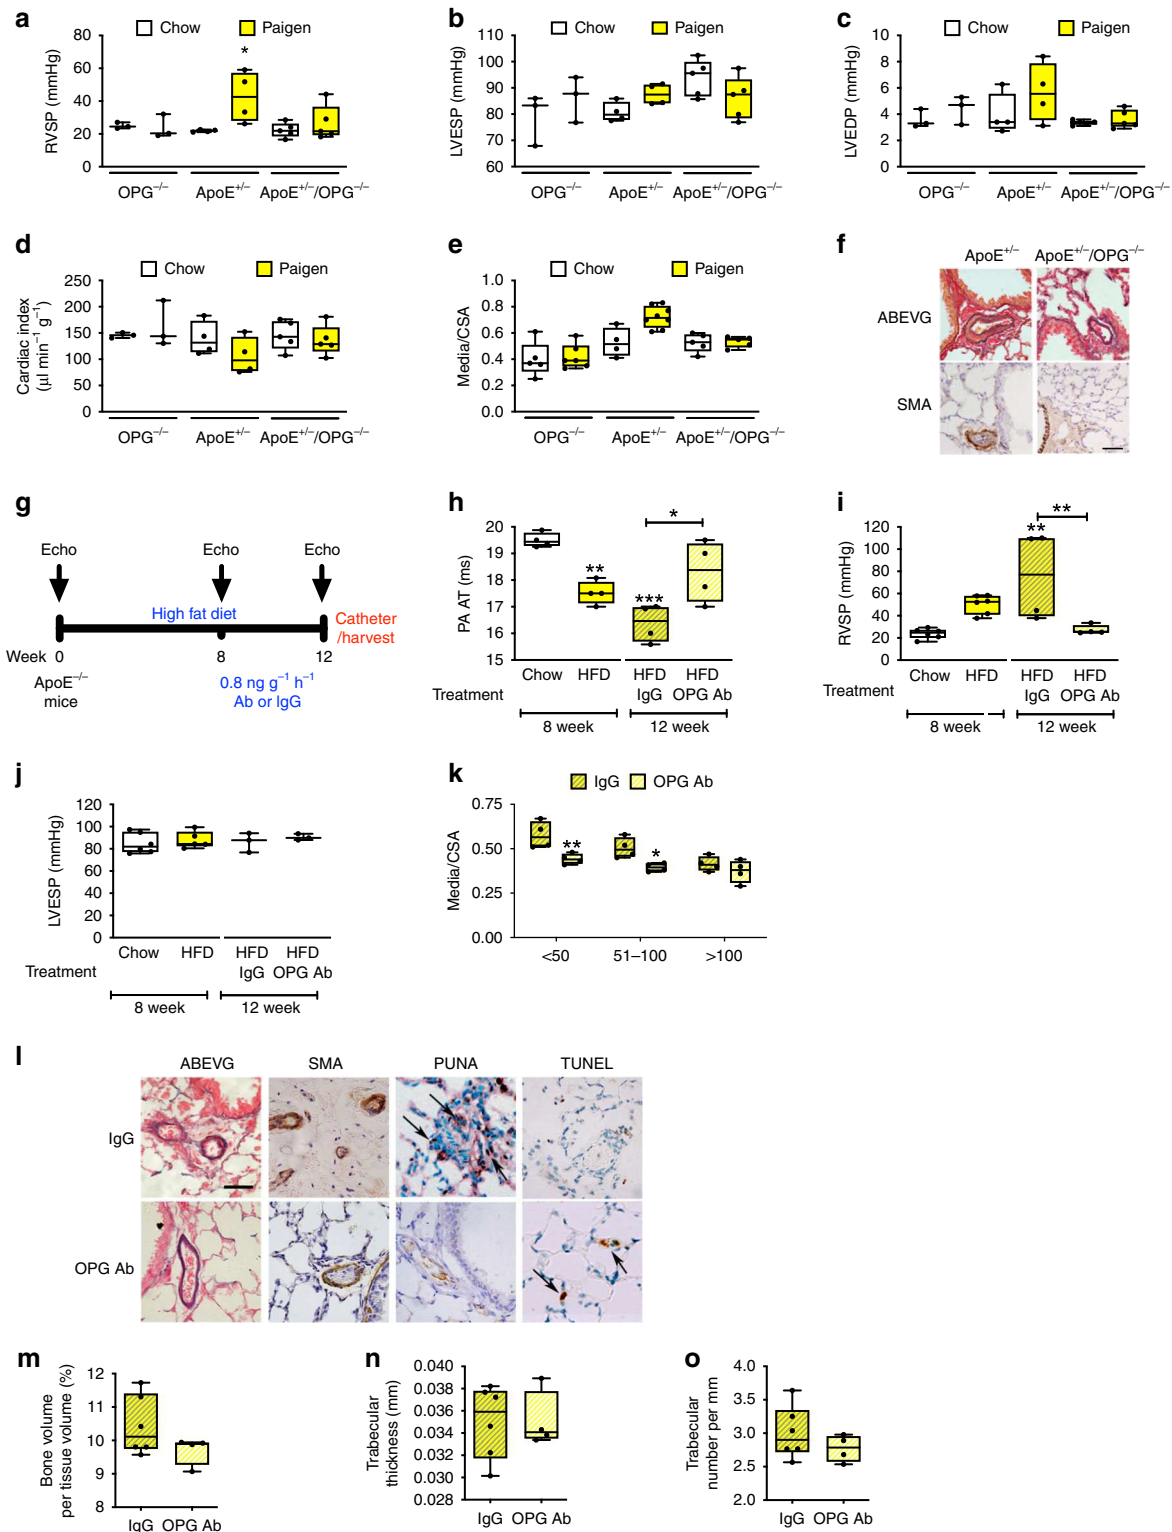 a
Chow Paigen
RVSP (mmHg)
80
60
40
20
0
*
OPG–/– ApoE+/– ApoE+/–/OPG–/–
b
Chow Paigen
LVESP (mmHg)
110
100
90
80
70
60
OPG–/– ApoE+/– ApoE+/–/OPG–/–
c
Chow Paigen
LVEDP (mmHg)
10
8
6
4
2
0
OPG–/– ApoE+/– ApoE+/–/OPG–/–
d
Chow Paigen
Cardiac index
(µl min–1 g–1)
250
200
150
100
50
0
OPG–/– ApoE+/– ApoE+/–/OPG–/–
e
Chow Paigen
Media/CSA
1.0
0.8
0.6
0.4
0.2
0.0
OPG–/– ApoE+/– ApoE+/–/OPG–/–
f
ApoE+/– ApoE+/–/OPG–/–
ABEVG
SMA
g
Echo Echo Echo
High fat diet
Catheter
/harvest
Week 0 8 12
ApoE–/–
mice
0.8 ng g–1 h–1
Ab or IgG
h
PA AT (ms)
20
19
18
17
16
15
**
***
*
Chow HFD HFD HFD
IgG OPG Ab
Treatment
8 week 12 week
i
RVSP (mmHg)
120
100
80
60
40
20
0
**
**
Chow HFD HFD HFD
IgG OPG Ab
Treatment
8 week 12 week
j
LVESP (mmHg)
120
100
80
60
40
20
0
Chow HFD HFD HFD
IgG OPG Ab
Treatment
8 week 12 week
k
IgG OPG Ab
Media/CSA
0.75
0.50
0.25
0.00
**
*
<50 51–100 >100
l
ABEVG SMA PUNA TUNEL
IgG
OPG Ab
m
Bone volume
per tissue volume (%)
12
11
10
9
8
IgG OPG Ab
n
Trabecular
thickness (mm)
0.040
0.038
0.036
0.034
0.032
0.030
0.028
IgG OPG Ab
o
Trabecular
number per mm
4.0
3.5
3.0
2.5
2.0
IgG OPG Ab